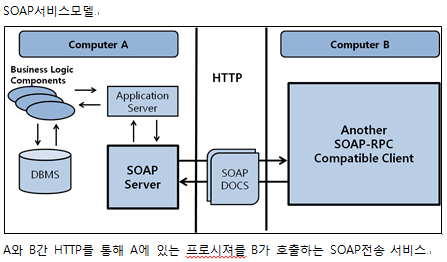 SOAP서비스모델.
Computer A
Computer B
Business Logic
Components
Application
Server
HTTP
DBMS
SOAP
Server
SOAP
DOCS
Another
SOAP-RPC
Compatible Client
A와 B간 HTTP를 통해 A에 있는 프로시져를 B가 호출하는 SOAP전송 서비스.